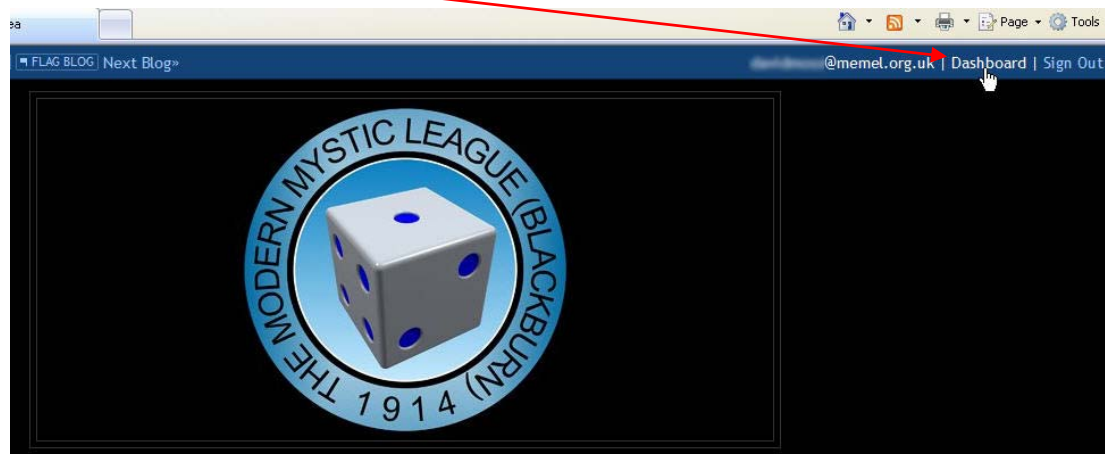 ea
Page Tools
FLAG BLOG Next Blog» @memel.org.uk | Dashboard | Sign Out
THE MODERN MYSTIC LEAGUE (BLACKBURN)
1914